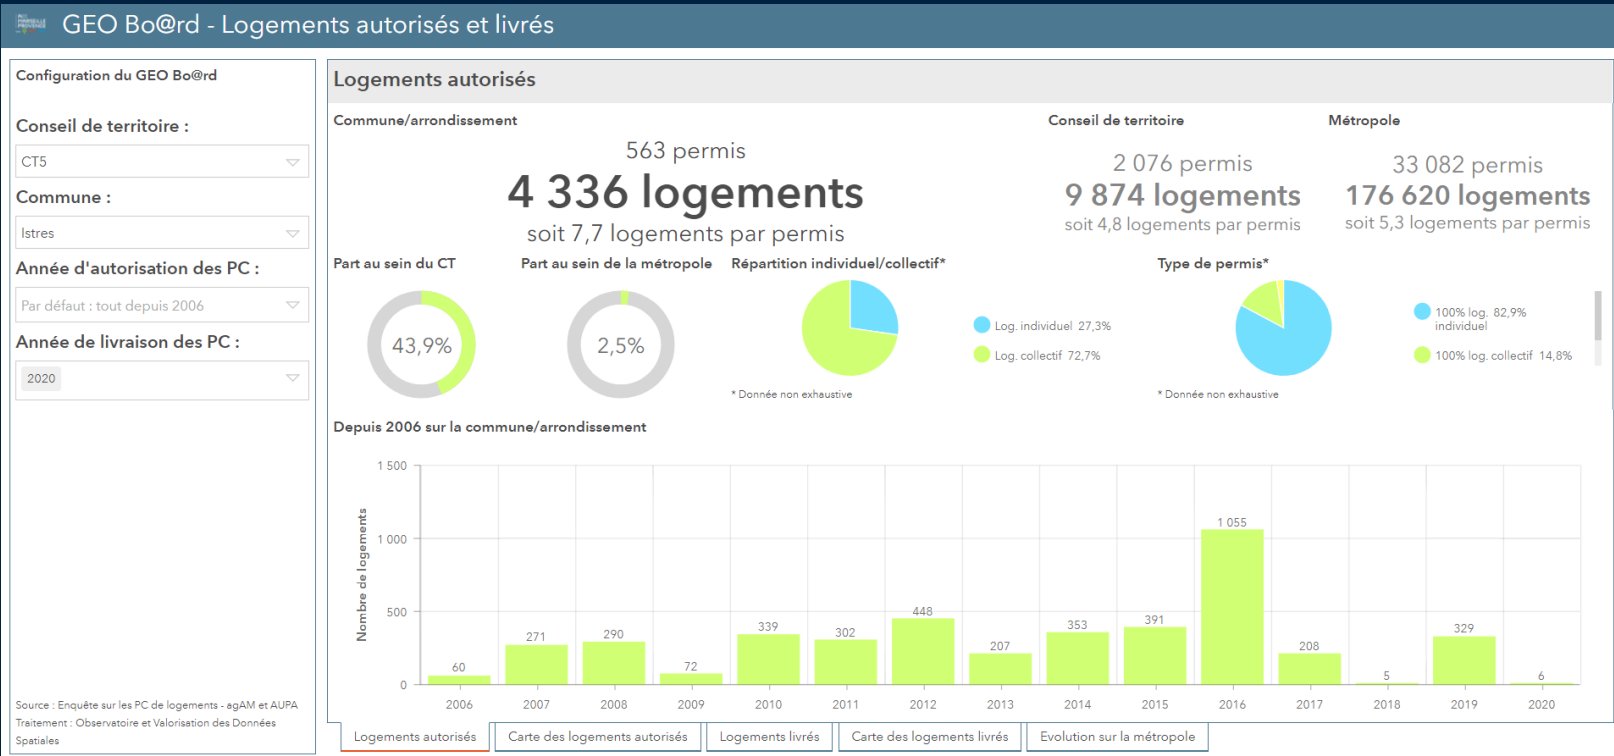 GEO Bo@rd - Logements autorisés et livrés
Configuration du GEO Bo@rd
Conseil de territoire :
CT5
Commune :
Istres
Année d'autorisation des PC :
Par défaut : tout depuis 2006
Année de livraison des PC :
2020
Source : Enquête sur les PC de logements - agAM et AUPA
Traitement : Observatoire et Valorisation des Données
Spatiales
Logements autorisés
Commune/arrondissement
563 permis
4 336 logements
soit 7,7 logements par permis
Conseil de territoire
2 076 permis
9 874 logements
soit 4,8 logements par permis
Métropole
33 082 permis
176 620 logements
soit 5,3 logements par permis
Part au sein du CT
43,9%
Part au sein de la métropole
2,5%
Répartition individuel/collectif*
Log. individuel 27,3%
Log. collectif 72,7%
* Donnée non exhaustive
Type de permis*
100% log. 82,9%
individuel
100% log. collectif 14,8%
* Donnée non exhaustive
Depuis 2006 sur la commune/arrondissement
Nombre de logements
1 500
1 000
500
0
60
271
290
72
339
302
448
207
353
391
1 055
208
5
329
6
2006 2007 2008 2009 2010 2011 2012 2013 2014 2015 2016 2017 2018 2019 2020
Logements autorisés
Carte des logements autorisés
Logements livrés
Carte des logements livrés
Evolution sur la métropole